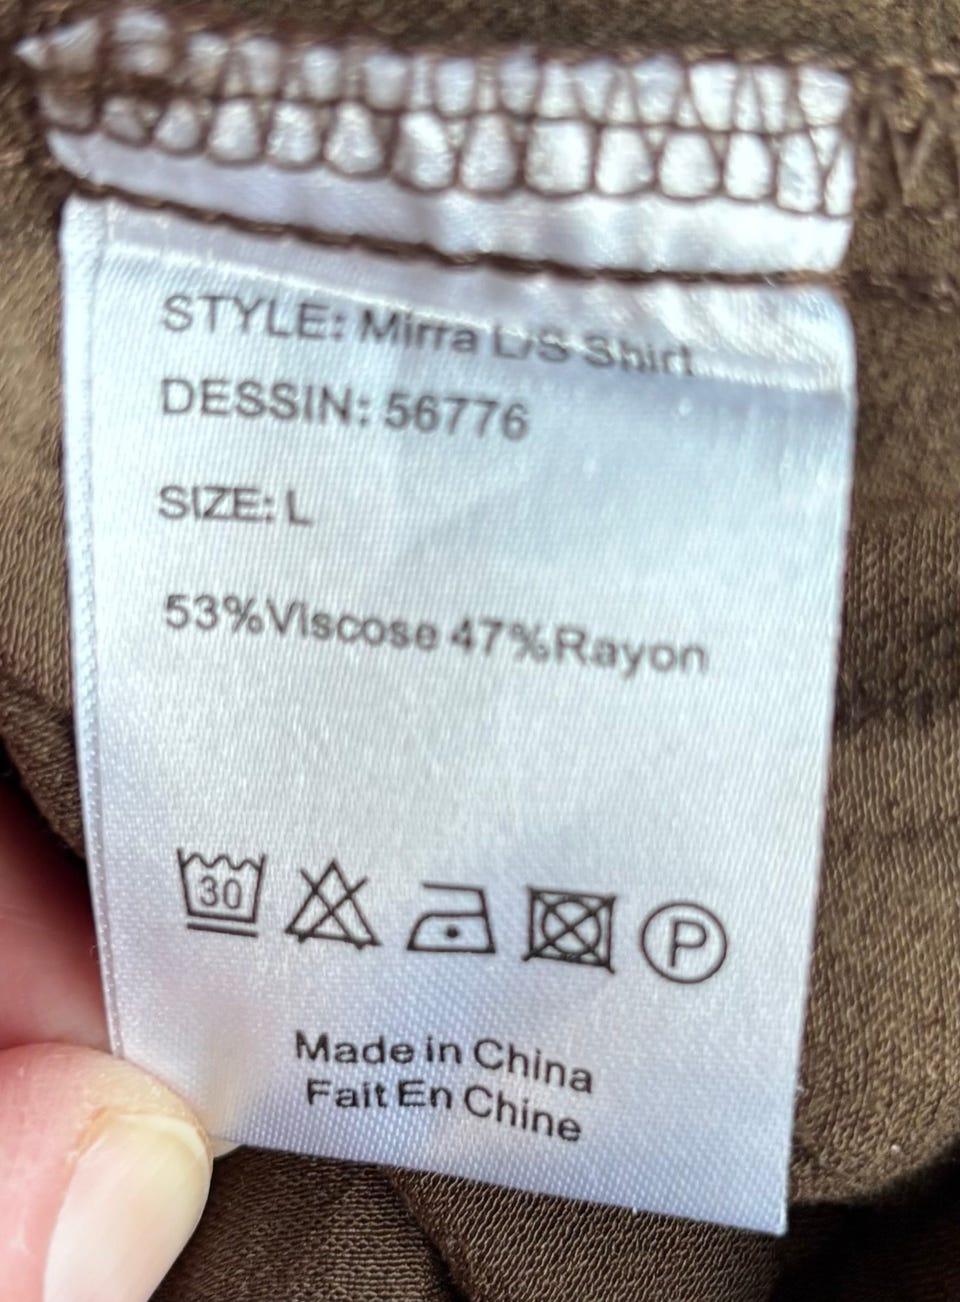 STYLE: Mirra L/S Shirt
DESSIN: 56776
SIZE: L
53%Viscose 47%Rayon
30
P
Made in China
Fait En Chine